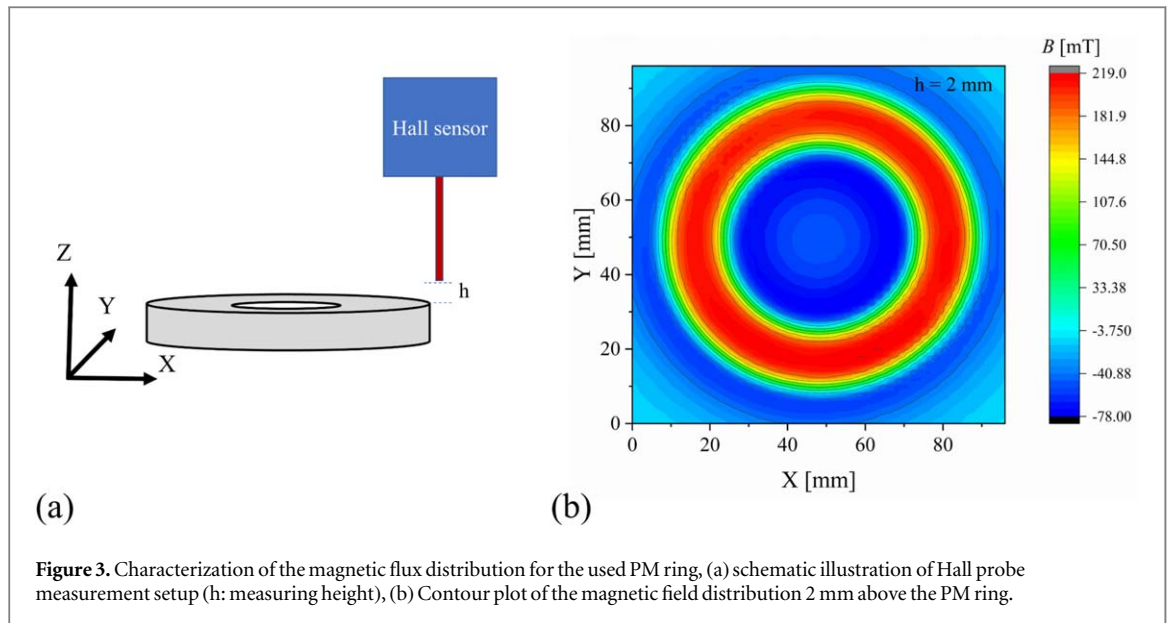 Hall sensor
h
Z
Y
X
(a)
B [mT]
h = 2 mm
219.0
181.9
144.8
107.6
70.50
33.38
-3.750
-40.88
-78.00
80
60
40
20
0
Y [mm]
0 20 40 60 80
X [mm]
(b)
Figure 3. Characterization of the magnetic flux distribution for the used PM ring, (a) schematic illustration of Hall probe
measurement setup (h: measuring height), (b) Contour plot of the magnetic field distribution 2 mm above the PM ring.